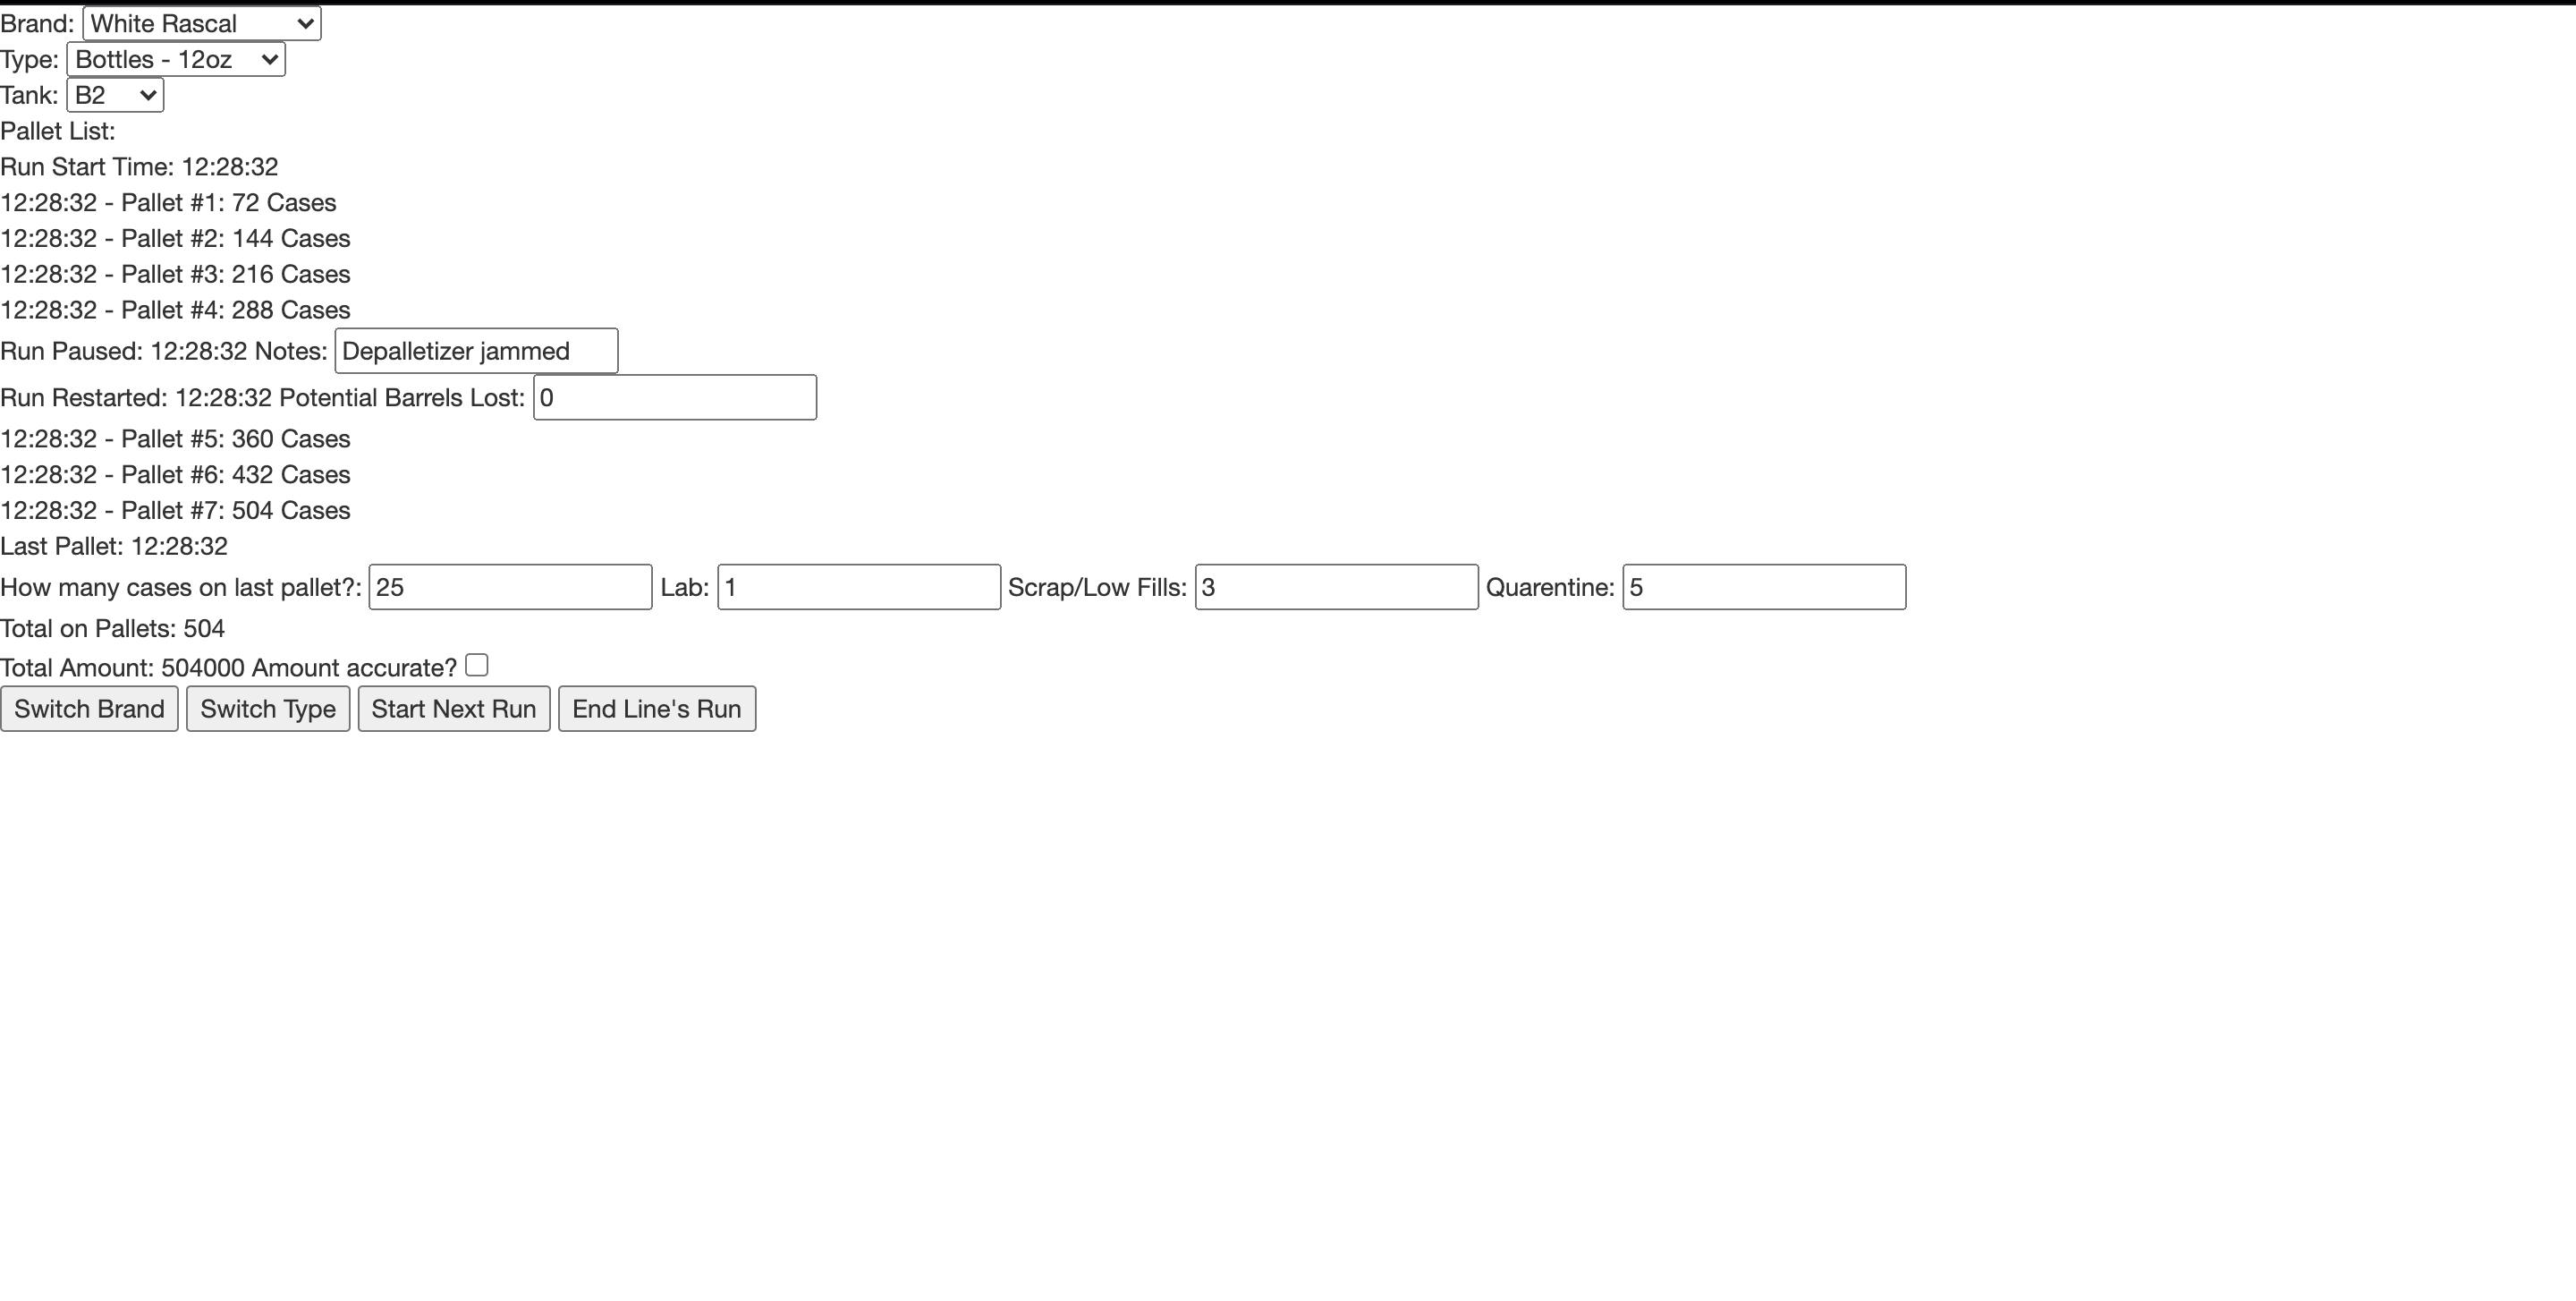 Brand: White Rascal
Type: Bottles - 12oz
Tank: B2
Pallet List:
Run Start Time: 12:28:32
12:28:32 - Pallet #1: 72 Cases
12:28:32 - Pallet #2: 144 Cases
12:28:32 - Pallet #3: 216 Cases
12:28:32 - Pallet #4: 288 Cases
Run Paused: 12:28:32 Notes: Depalletizer jammed
Run Restarted: 12:28:32 Potential Barrels Lost: 0
12:28:32 - Pallet #5: 360 Cases
12:28:32 - Pallet #6: 432 Cases
12:28:32 - Pallet #7: 504 Cases
Last Pallet: 12:28:32
How many cases on last pallet?: 25 Lab: 1 Scrap/Low Fills: 3 Quarentine: 5
Total on Pallets: 504
Total Amount: 504000 Amount accurate?
Switch Brand Switch Type Start Next Run End Line's Run